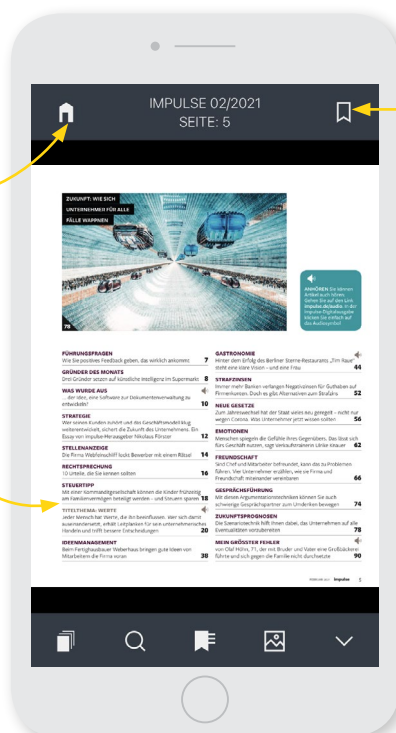 IMPULSE 02/2021
SEITE: 5
ZUKUNFT: WIE SICH
UNTERNEHMER FÜR ALLE
FÄLLE WAPPNEN
78
ANHÖREN Sie können
Artikel auch hören.
Gehen Sie auf den Link
impulse.de/audio. In der
impulse-Digitalausgabe
klicken Sie einfach auf
das Audiosymbol
FÜHRUNGSFRAGEN
Wie Sie positives Feedback geben, das wirklich ankommt 7
GRÜNDER DES MONATS
Drei Gründer setzen auf künstliche Intelligenz im Supermarkt 8
WAS WURDE AUS
... der Idee, eine Software zur Dokumentenverwaltung zu
entwickeln? 10
STRATEGIE
Wer seinen Kunden zuhört und das Geschäftsmodell klug
weiterentwickelt, sichert die Zukunft des Unternehmens. Ein
Essay von impulse-Herausgeber Nikolaus Förster 12
STELLENANZEIGE
Die Firma Webfeinschliff lockt Bewerber mit einem Rätsel 14
RECHTSPRECHUNG
10 Urteile, die Sie kennen sollten 16
STEUERTIPP
Mit einer Kommanditgesellschaft können die Kinder frühzeitig
am Familienvermögen beteiligt werden – und Steuern sparen 18
TITELTHEMA: WERTE
Jeder Mensch hat Werte, die ihn beeinflussen. Wer sich damit
auseinandersetzt, erhält Leitplanken für sein unternehmerisches
Handeln und trifft bessere Entscheidungen 20
IDEENMANAGEMENT
Beim Fertighausbauer Weberhaus bringen gute Ideen von
Mitarbeitern die Firma voran 38
GASTRONOMIE
Hinter dem Erfolg des Berliner Sterne-Restaurants „Tim Raue“
steht eine klare Vision – und eine Frau 44
STRAFZINSEN
Immer mehr Banken verlangen Negativzinsen für Guthaben auf
Firmenkonten. Doch es gibt Alternativen zum Strafzins 52
NEUE GESETZE
Zum Jahreswechsel hat der Staat vieles neu geregelt – nicht nur
wegen Corona. Was Unternehmer jetzt wissen sollten 56
EMOTIONEN
Menschen spiegeln die Gefühle ihres Gegenübers. Das lässt sich
fürs Geschäft nutzen, sagt Verkaufstrainerin Ulrike Knauer 62
FREUNDSCHAFT
Sind Chef und Mitarbeiter befreundet, kann das zu Problemen
führen. Vier Unternehmer erzählen, wie sie Firma und
Freundschaft miteinander vereinbaren 66
GESPRÄCHSFÜHRUNG
Mit diesen Argumentationstechniken können Sie auch
schwierige Gesprächspartner zum Umdenken bewegen 74
ZUKUNFTSPROGNOSEN
Die Szenariotechnik hilft Ihnen dabei, das Unternehmen auf alle
Eventualitäten vorzubereiten 78
MEIN GRÖSSTER FEHLER
von Olaf Höhn, 71, der mit Bruder und Vater eine Großbäckerei
führte und sich gegen die Familie nicht durchsetzte 90
impulse 5